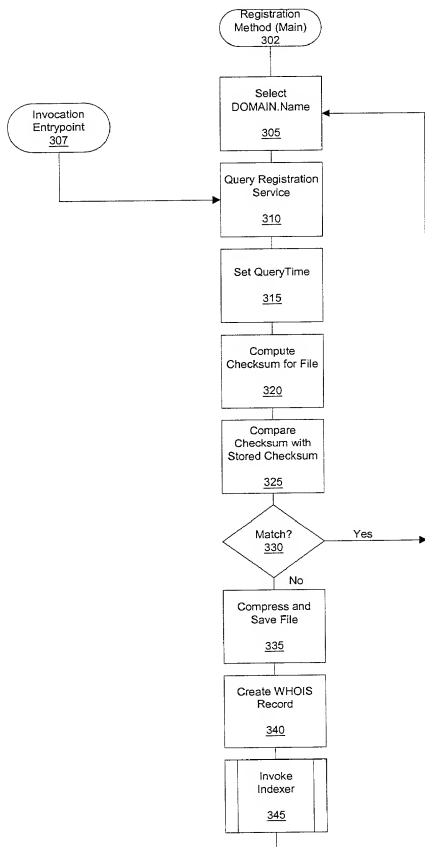 Registration
Method (Main)
302
Select
DOMAIN.Name
305
Invocation
Entrypoint
307
Query Registration
Service
310
Set QueryTime
315
Compute
Checksum for File
320
Compare
Checksum with
Stored Checksum
325
Match?
330
Yes
No
Compress and
Save File
335
Create WHOIS
Record
340
Invoke
Indexer
345